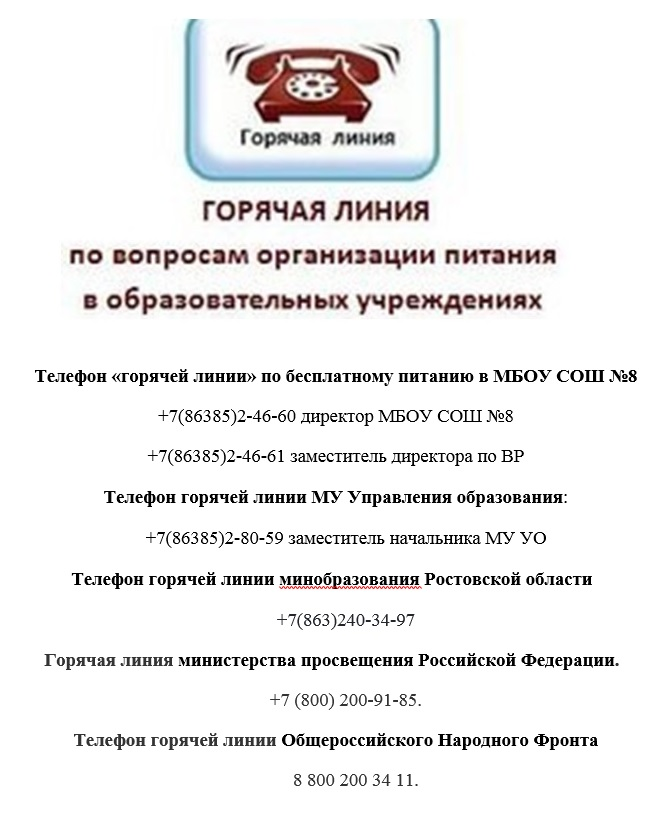 Горячая линия
ГОРЯЧАЯ ЛИНИЯ
по вопросам организации питания
в образовательных учреждениях
Телефон «горячей линии» по бесплатному питанию в МБОУ СОШ №8
+7(86385)2-46-60 директор МБОУ СОШ №8
+7(86385)2-46-61 заместитель директора по ВР
Телефон горячей линии МУ Управления образования:
+7(86385)2-80-59 заместитель начальника МУ УО
Телефон горячей линии минобразования Ростовской области
+7(863)240-34-97
Горячая линия министерства просвещения Российской Федерации.
+7 (800) 200-91-85.
Телефон горячей линии Общероссийского Народного Фронта
8 800 200 34 11.